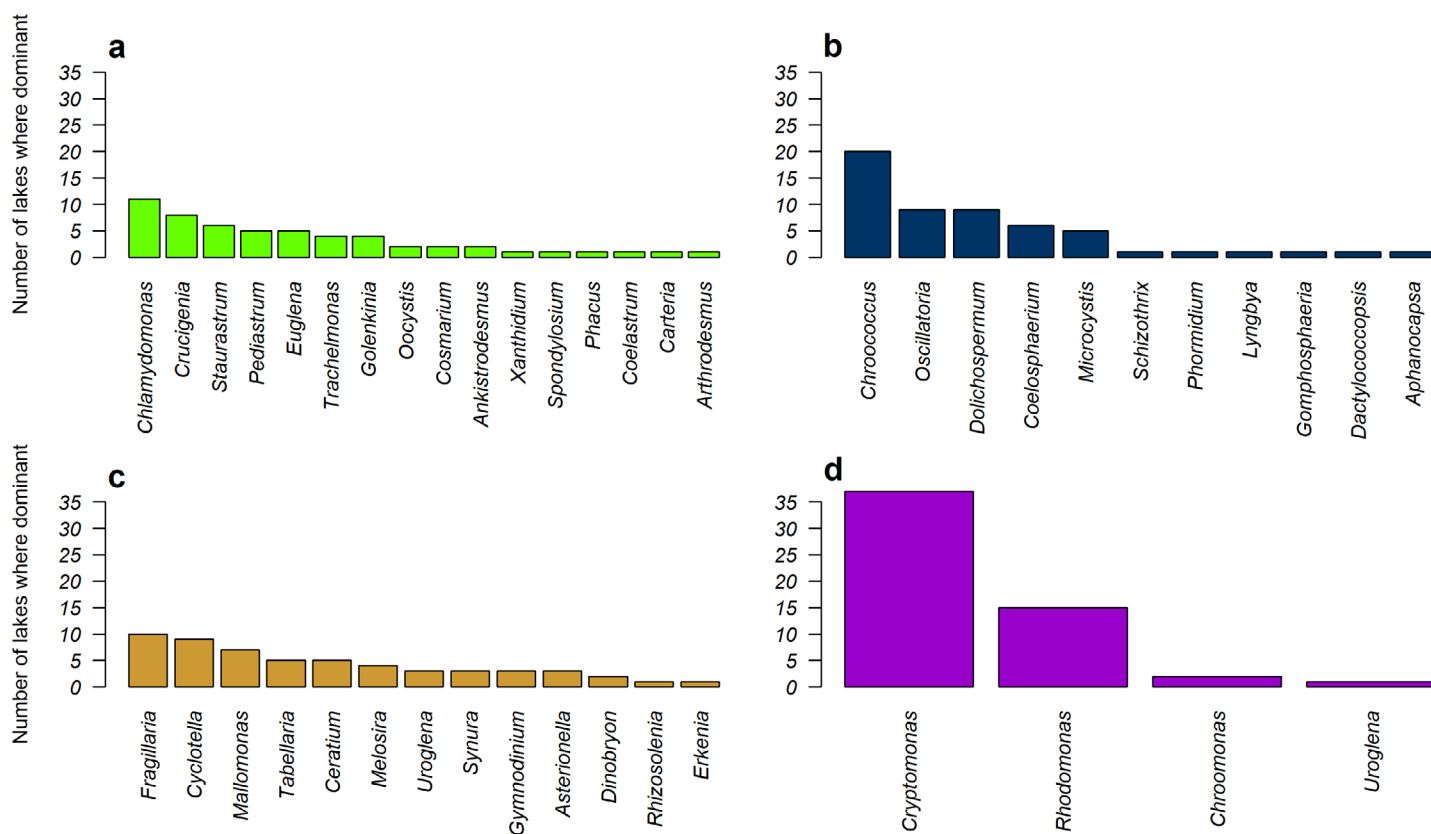 a
Number of lakes where dominant
35
30
25
20
15
10
5
0
Chlamydomonas
Crucigenia
Staurastrum
Pediastrum
Euglena
Trachelmonas
Golenkinia
Oocystis
Cosmarium
Ankistrodesmus
Xanthidium
Spondylosium
Phacus
Coelastrum
Carteria
Arthrodesmus
b
35
30
25
20
15
10
5
0
Chroococcus
Oscillatoria
Dolichospermum
Coelosphaerium
Microcystis
Schizothrix
Phormidium
Lyngbya
Gomphosphaeria
Dactylococcopsis
Aphanocapsa
c
Number of lakes where dominant
35
30
25
20
15
10
5
0
Fragillaria
Cyclotella
Mallomonas
Tabellaria
Ceratium
Melosira
Uroglena
Synura
Gymnodinium
Asterionella
Dinobryon
Rhizosolenia
Erkenia
d
35
30
25
20
15
10
5
0
Cryptomonas
Rhodomonas
Chroomonas
Uroglena